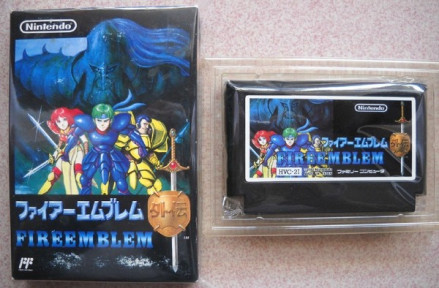 Nintendo
ファイアーエムブレム
外伝
FIRE EMBLEM
Nintendo
ファイアーエムブレム
外伝
FIRE EMBLEM
HVC-2I
ファミリー コンピュータ